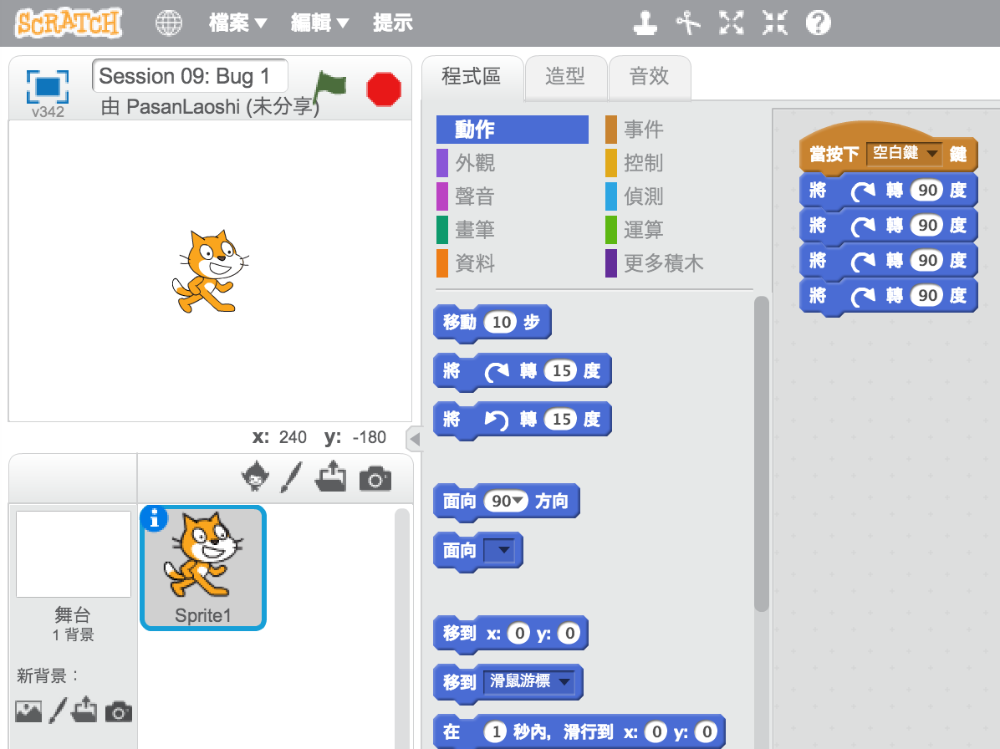 SCRATCH 檔案 編輯 提示
v342
Session 09: Bug 1
由 PasanLaoshi (未分享)
x: 240 y: -180
舞台
1 背景
新背景：
Sprite1
程式區 造型 音效
動作 事件
外觀 控制
聲音 偵測
畫筆 運算
資料 更多積木
移動 10 步
將 轉 15 度
將 轉 15 度
面向 90 方向
面向
移到 x: 0 y: 0
移到 滑鼠游標
在 1 秒內, 滑行到 x: 0 y: 0
當按下 空白鍵 鍵
將 轉 90 度
將 轉 90 度
將 轉 90 度
將 轉 90 度